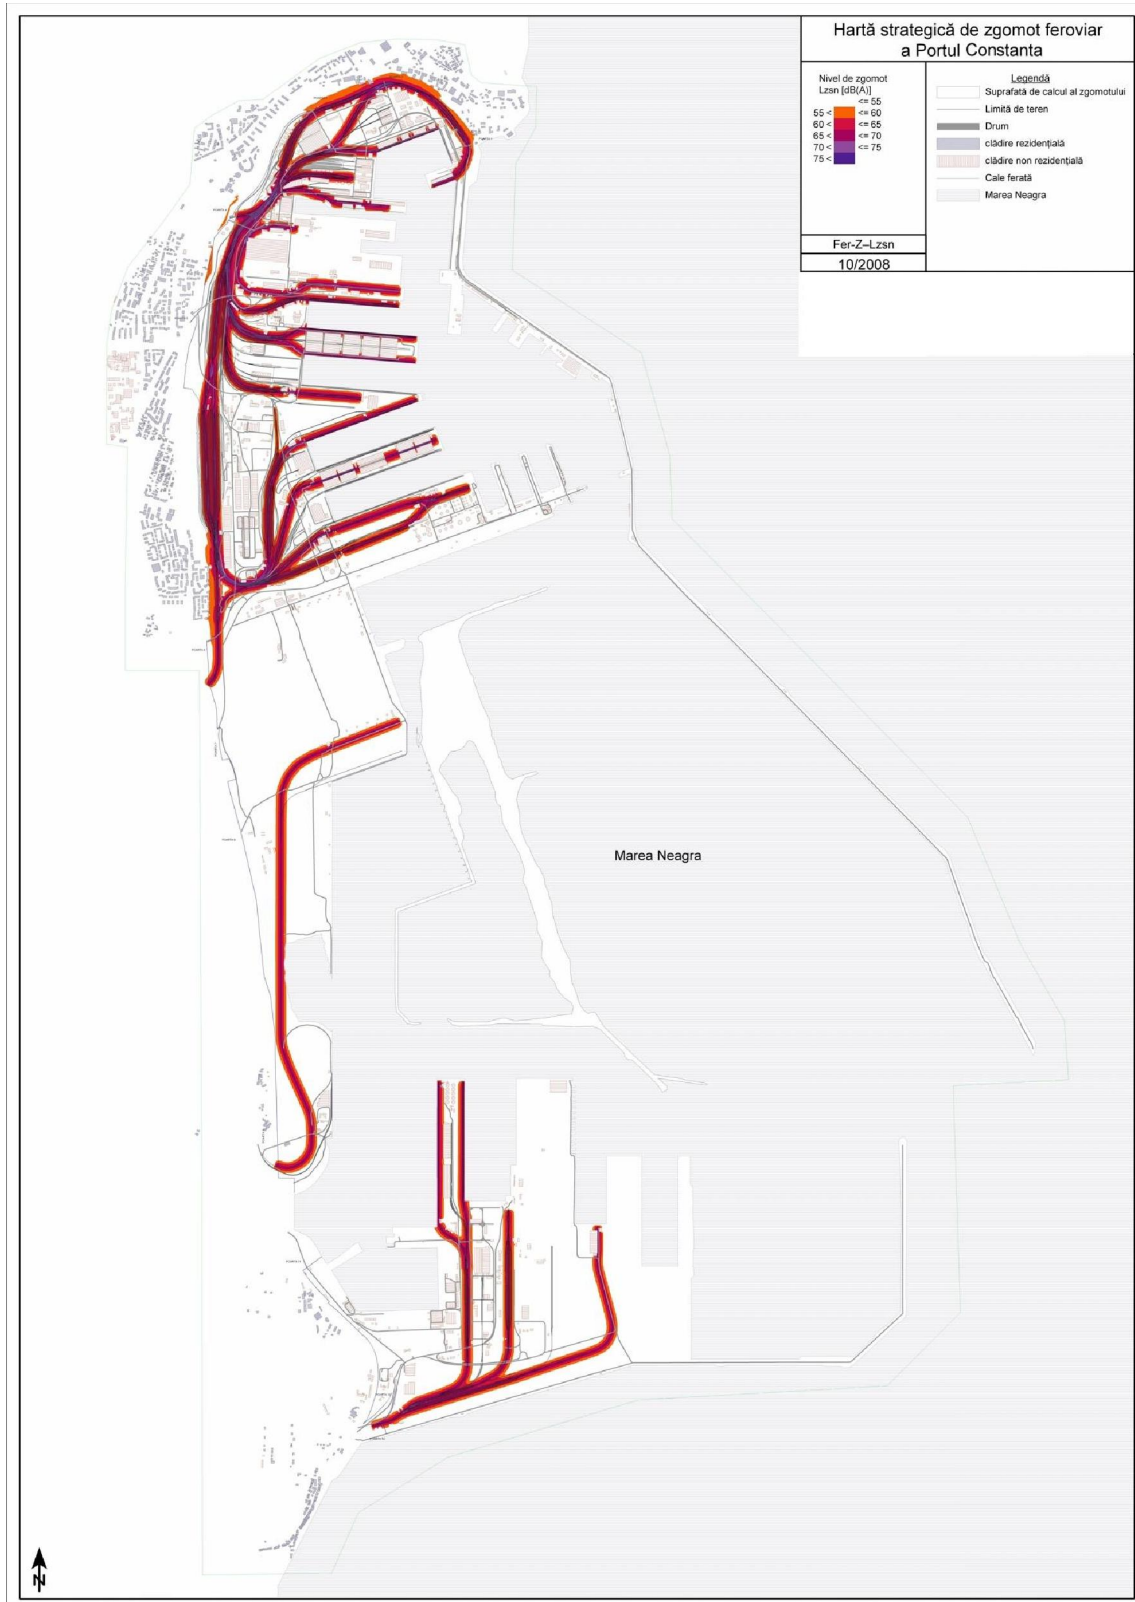 Hartă strategică de zgomot feroviar
a Portul Constanta
Nivel de zgomot
Lzsn [dB(A)]
<= 55
55 < <= 60
60 < <= 65
65 < <= 70
70 < <= 75
75 <
Legendă
Suprafată de calcul al zgomotului
Limită de teren
Drum
clădire rezidențială
clădire non rezidențială
Cale ferată
Marea Neagra
Fer-Z–Lzsn
10/2008
Marea Neagra
N